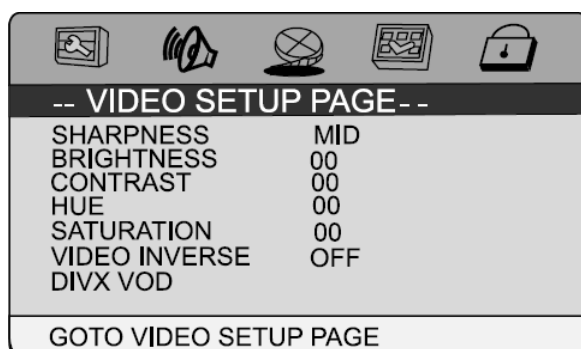 -- VIDEO SETUP PAGE- -
SHARPNESS MID
BRIGHTNESS 00
CONTRAST 00
HUE 00
SATURATION 00
VIDEO INVERSE OFF
DIVX VOD
GOTO VIDEO SETUP PAGE